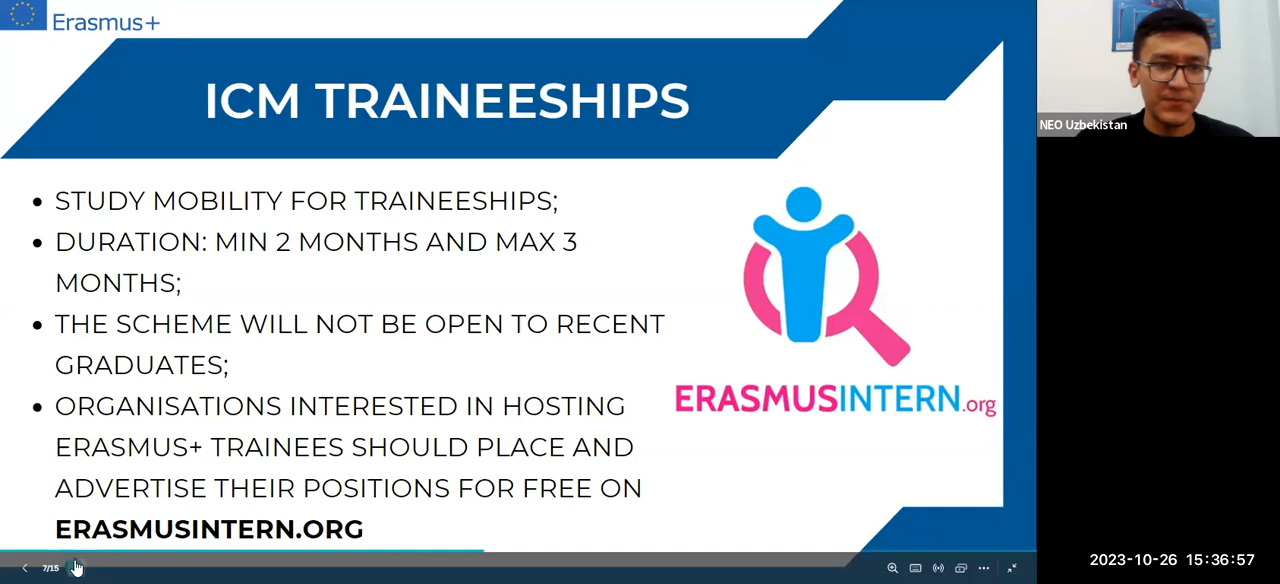 Erasmus+
ICM TRAINEESHIPS
NEO Uzbekistan
STUDY MOBILITY FOR TRAINEESHIPS;
DURATION: MIN 2 MONTHS AND MAX 3
MONTHS;
THE SCHEME WILL NOT BE OPEN TO RECENT
GRADUATES;
ORGANISATIONS INTERESTED IN HOSTING
ERASMUS+ TRAINEES SHOULD PLACE AND
ADVERTISE THEIR POSITIONS FOR FREE ON
ERASMUSINTERN.ORG
ERASMUSINTERN.org
7/15
2023-10-26 15:36:57